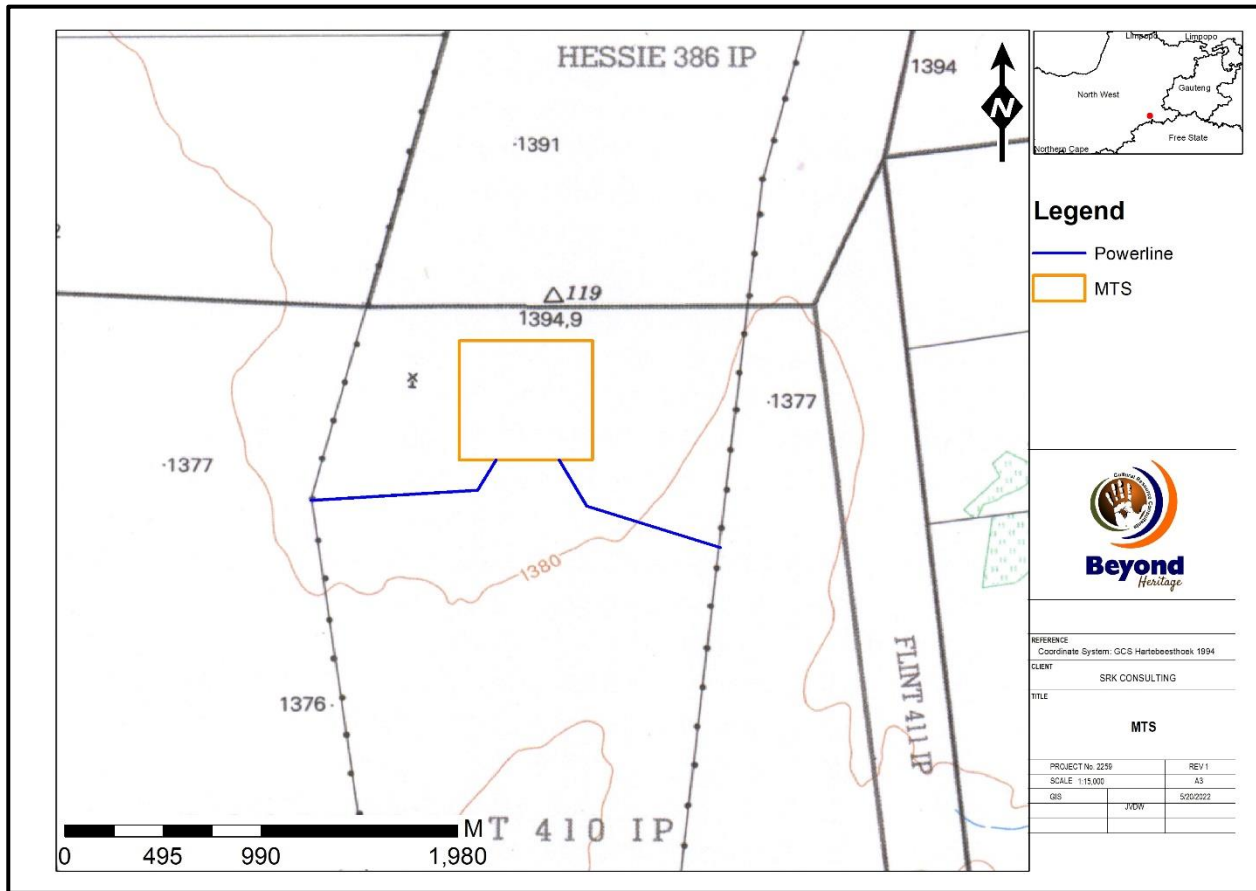 HESSIE 386 IP
1394
·1391
△119
1394,9
·1377
·1377
1380
1376·
FLINT 411 IP
MT 410 IP
0 495 990 1,980
Limpopo Limpopo
North West
Gauteng
Free State
Northern Cape
N
Legend
Powerline
MTS
Cultural Resource Consultants
Beyond
Heritage
REFERENCE
Coordinate System: GCS Hartebeesthoek 1994
CLIENT
SRK CONSULTING
TITLE
MTS
PROJECT No. 2259 REV 1
SCALE 1:15,000 A3
GIS JVDW 5/20/2022